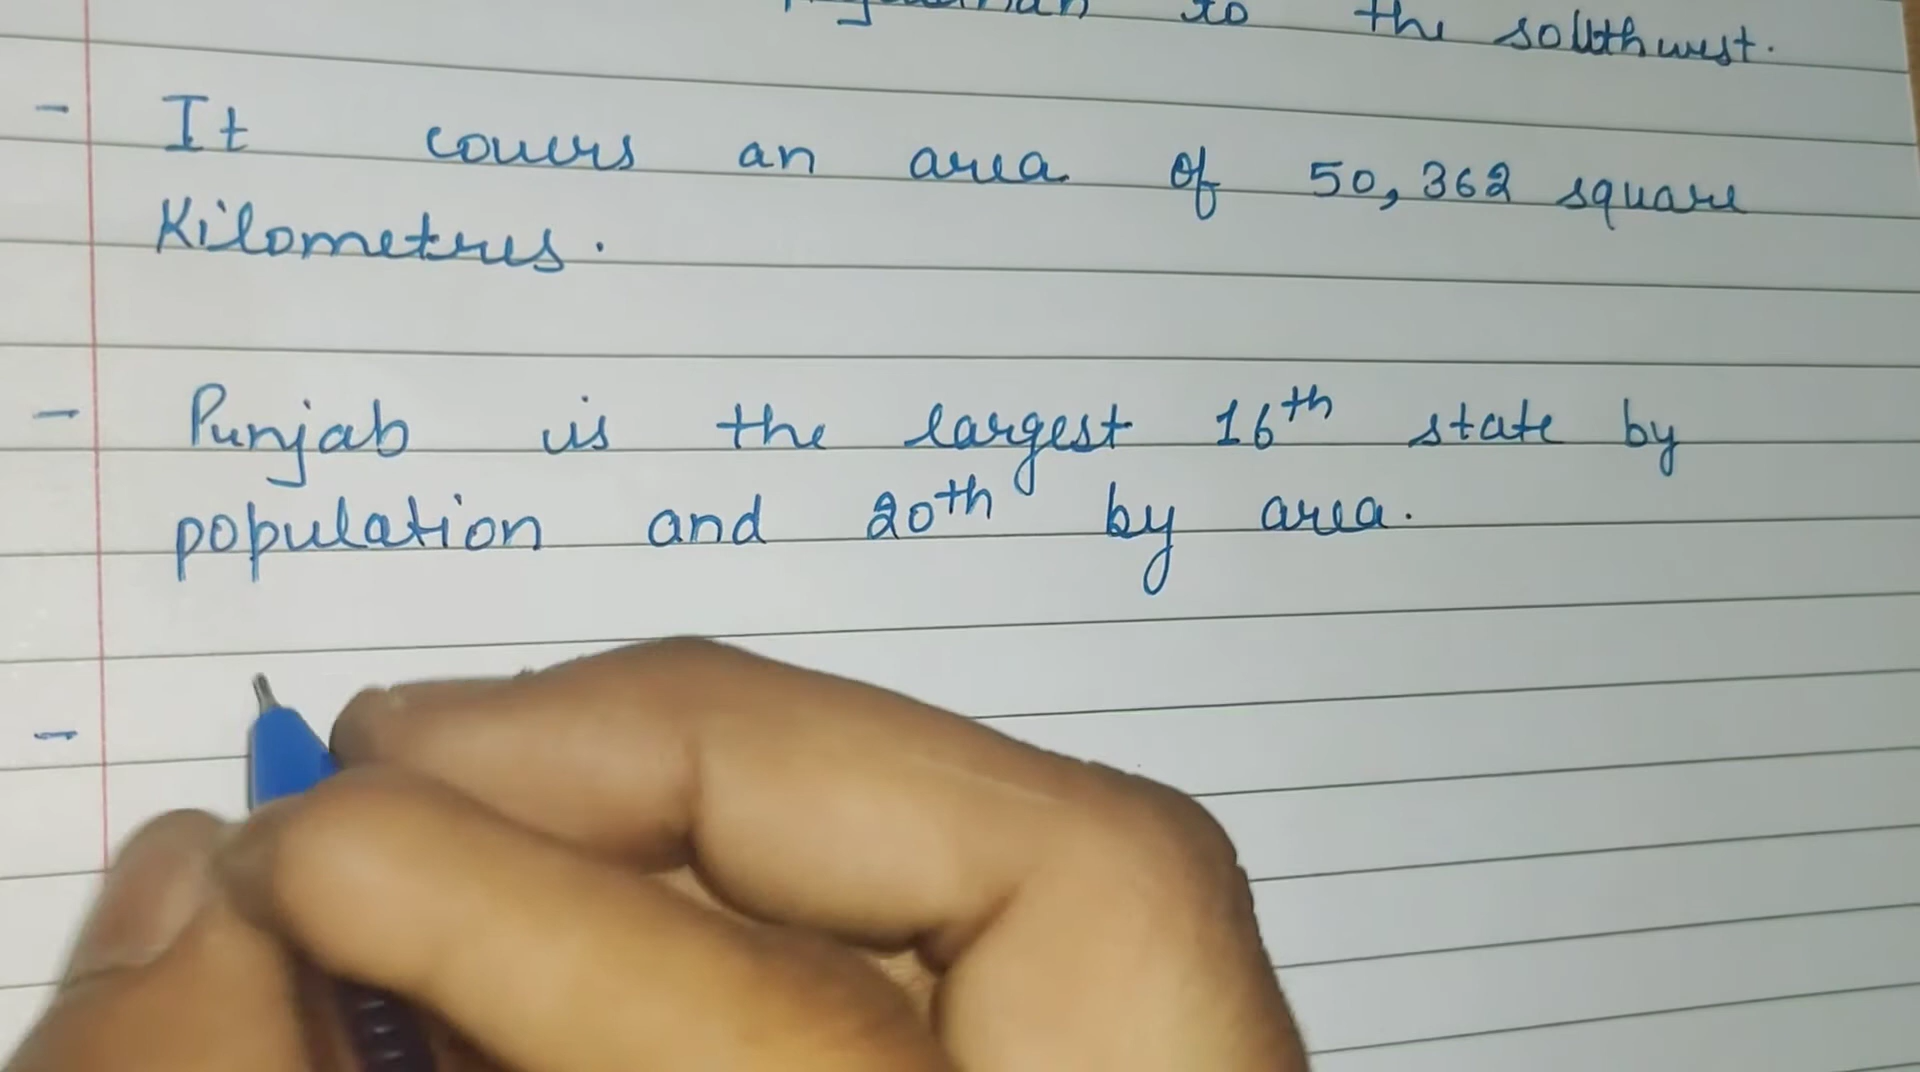 to the southwest.
- It covers an area of 50,362 square
Kilometres.
- Punjab is the largest 16th state by
population and 20th by area.
-